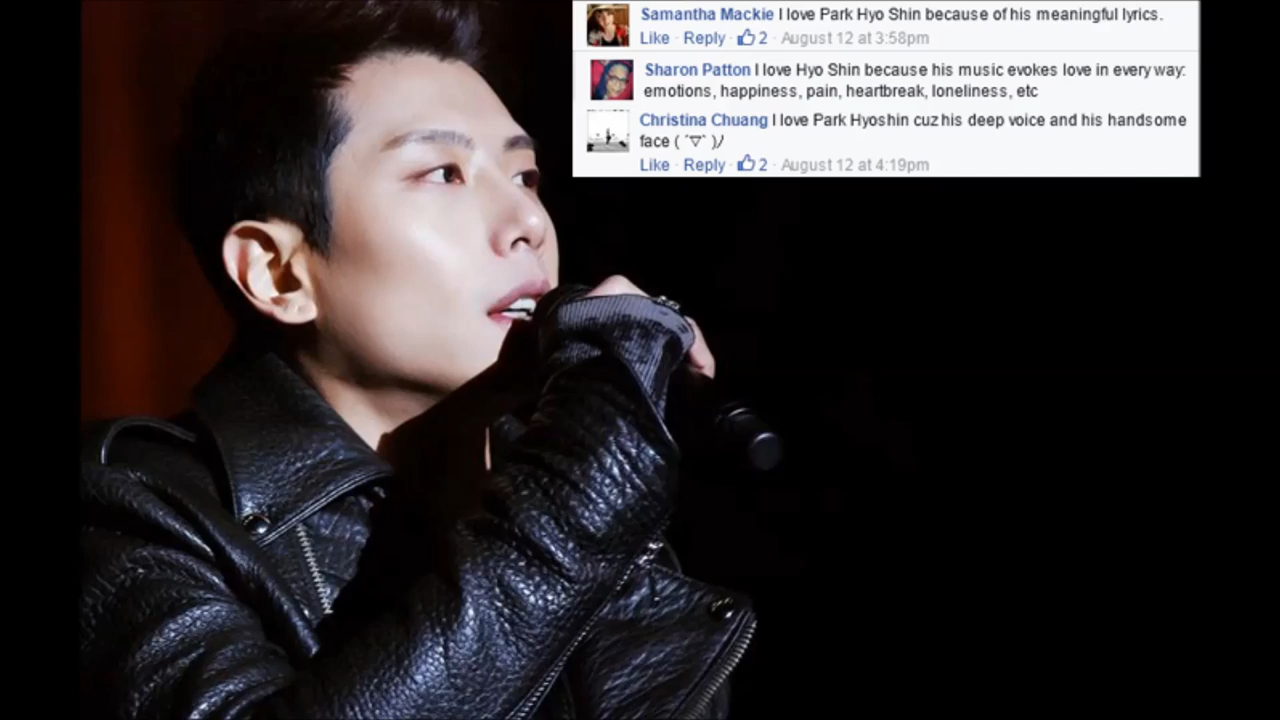 Samantha Mackie I love Park Hyo Shin because of his meaningful lyrics.
Like · Reply · 2 · August 12 at 3:58pm
Sharon Patton I love Hyo Shin because his music evokes love in every way:
emotions, happiness, pain, heartbreak, loneliness, etc
Christina Chuang I love Park Hyoshin cuz his deep voice and his handsome
face ( ´▽` )ﾉ
Like · Reply · 2 · August 12 at 4:19pm